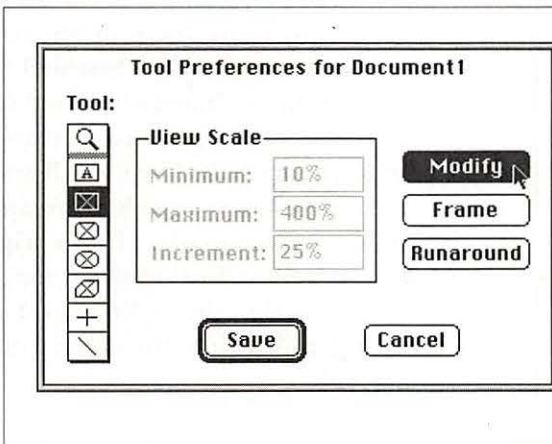 Tool Preferences for Document1
Tool:
View Scale
Minimum: 10%
Maximum: 400%
Increment: 25%
Modify
Frame
Runaround
A
Save
Cancel